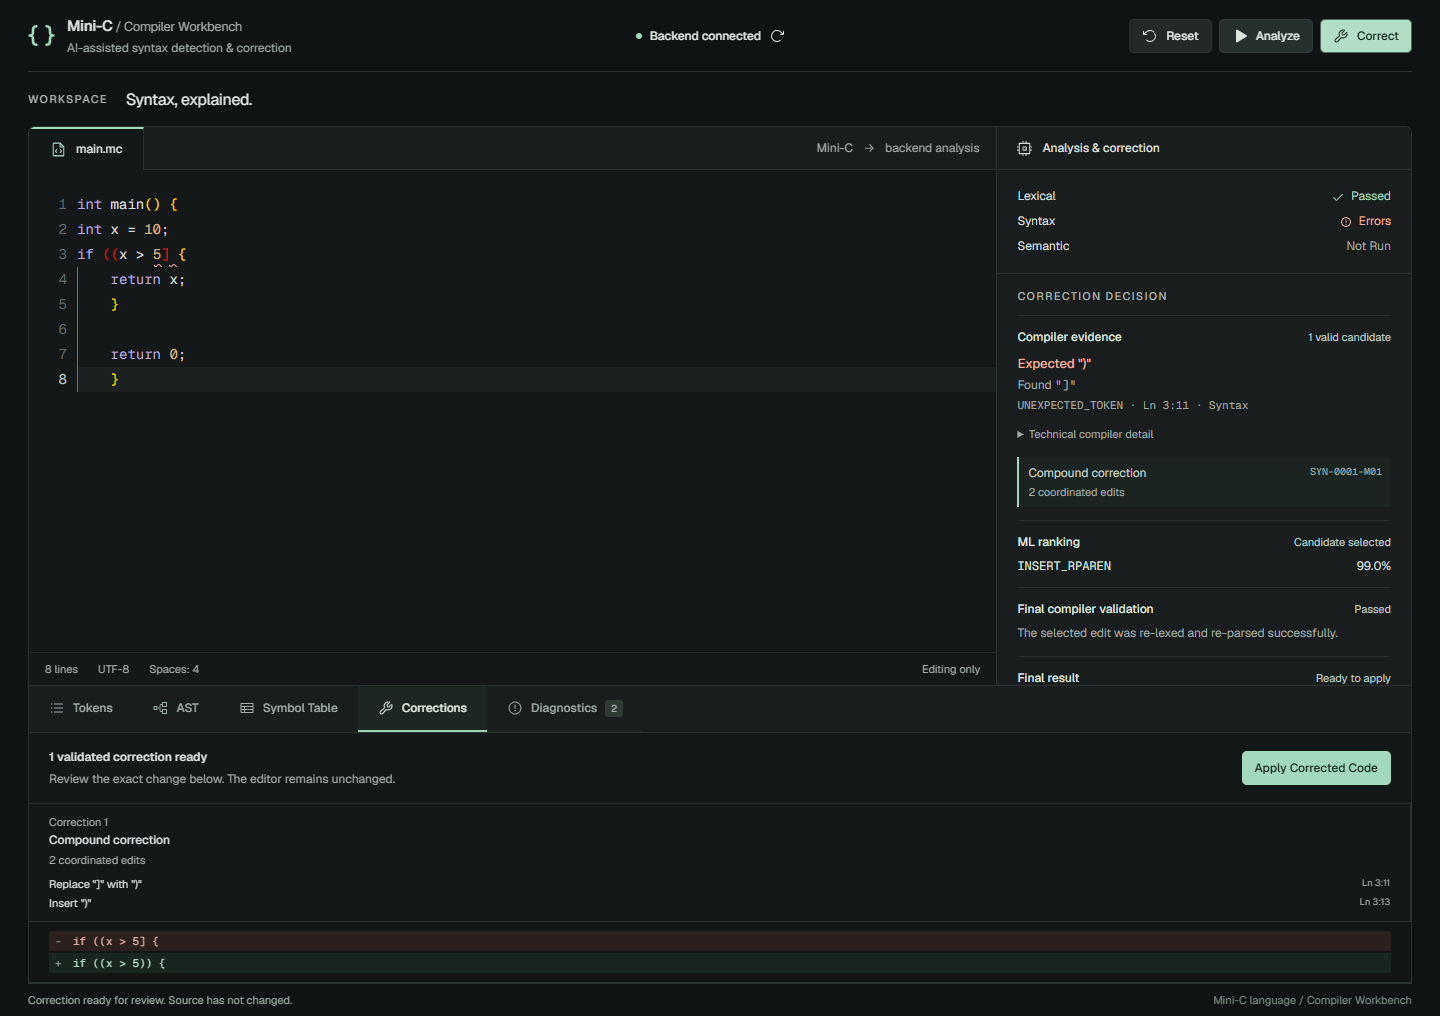 { } Mini-C / Compiler Workbench
AI-assisted syntax detection & correction
Backend connected
Reset
Analyze
Correct
WORKSPACE
Syntax, explained.
main.mc
Mini-C → backend analysis
1 int main() {
2 int x = 10;
3 if ((x > 5] {
4     return x;
5     }
6
7     return 0;
8     }
8 lines
UTF-8
Spaces: 4
Editing only
Analysis & correction
Lexical Passed
Syntax Errors
Semantic Not Run
CORRECTION DECISION
Compiler evidence 1 valid candidate
Expected ")"
Found "]"
UNEXPECTED_TOKEN · Ln 3:11 · Syntax
Technical compiler detail
Compound correction SYN-0001-M01
2 coordinated edits
ML ranking Candidate selected
INSERT_RPAREN 99.0%
Final compiler validation Passed
The selected edit was re-lexed and re-parsed successfully.
Final result Ready to apply
Tokens
AST
Symbol Table
Corrections
Diagnostics 2
1 validated correction ready
Review the exact change below. The editor remains unchanged.
Apply Corrected Code
Correction 1
Compound correction
2 coordinated edits
Replace "]" with ")" Ln 3:11
Insert ")" Ln 3:13
- if ((x > 5] {
+ if ((x > 5)) {
Correction ready for review. Source has not changed.
Mini-C language / Compiler Workbench